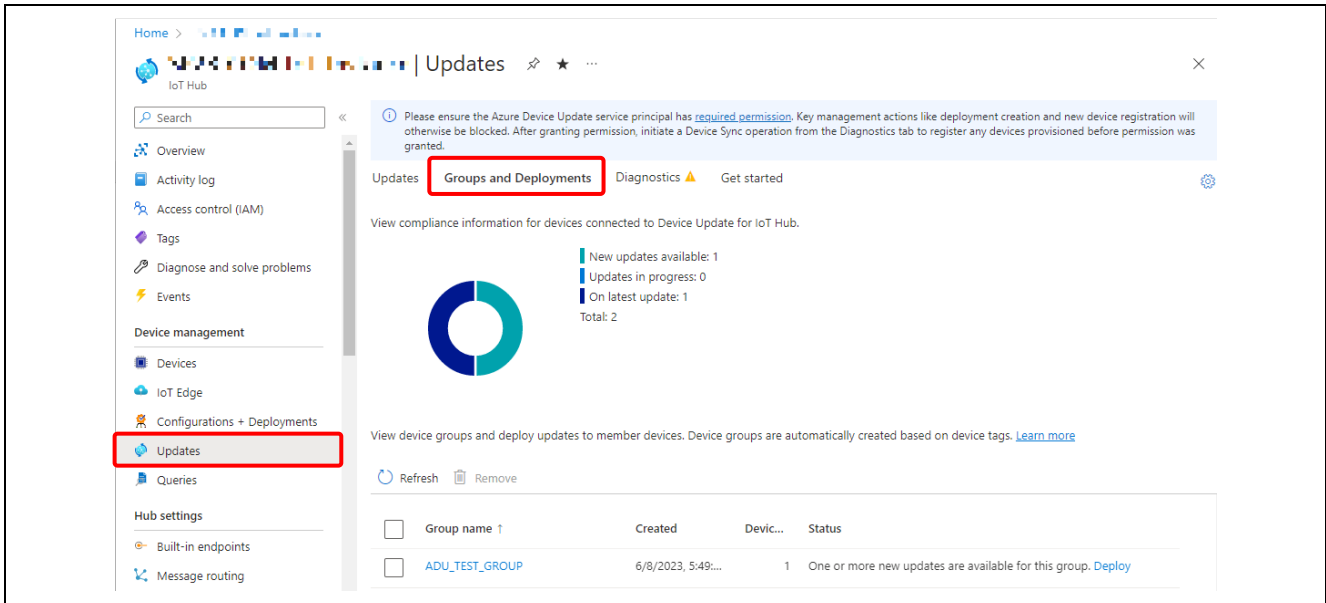 Home >
| Updates
IoT Hub
Search
Overview
Activity log
Access control (IAM)
Tags
Diagnose and solve problems
Events
Device management
Devices
IoT Edge
Configurations + Deployments
Updates
Queries
Hub settings
Built-in endpoints
Message routing
Please ensure the Azure Device Update service principal has required permission. Key management actions like deployment creation and new device registration will
otherwise be blocked. After granting permission, initiate a Device Sync operation from the Diagnostics tab to register any devices provisioned before permission was
granted.
Updates Groups and Deployments Diagnostics Get started
View compliance information for devices connected to Device Update for IoT Hub.
New updates available: 1
Updates in progress: 0
On latest update: 1
Total: 2
View device groups and deploy updates to member devices. Device groups are automatically created based on device tags. Learn more
Refresh Remove
Group name ↑ Created Devic... Status
ADU_TEST_GROUP 6/8/2023, 5:49:... 1 One or more new updates are available for this group. Deploy